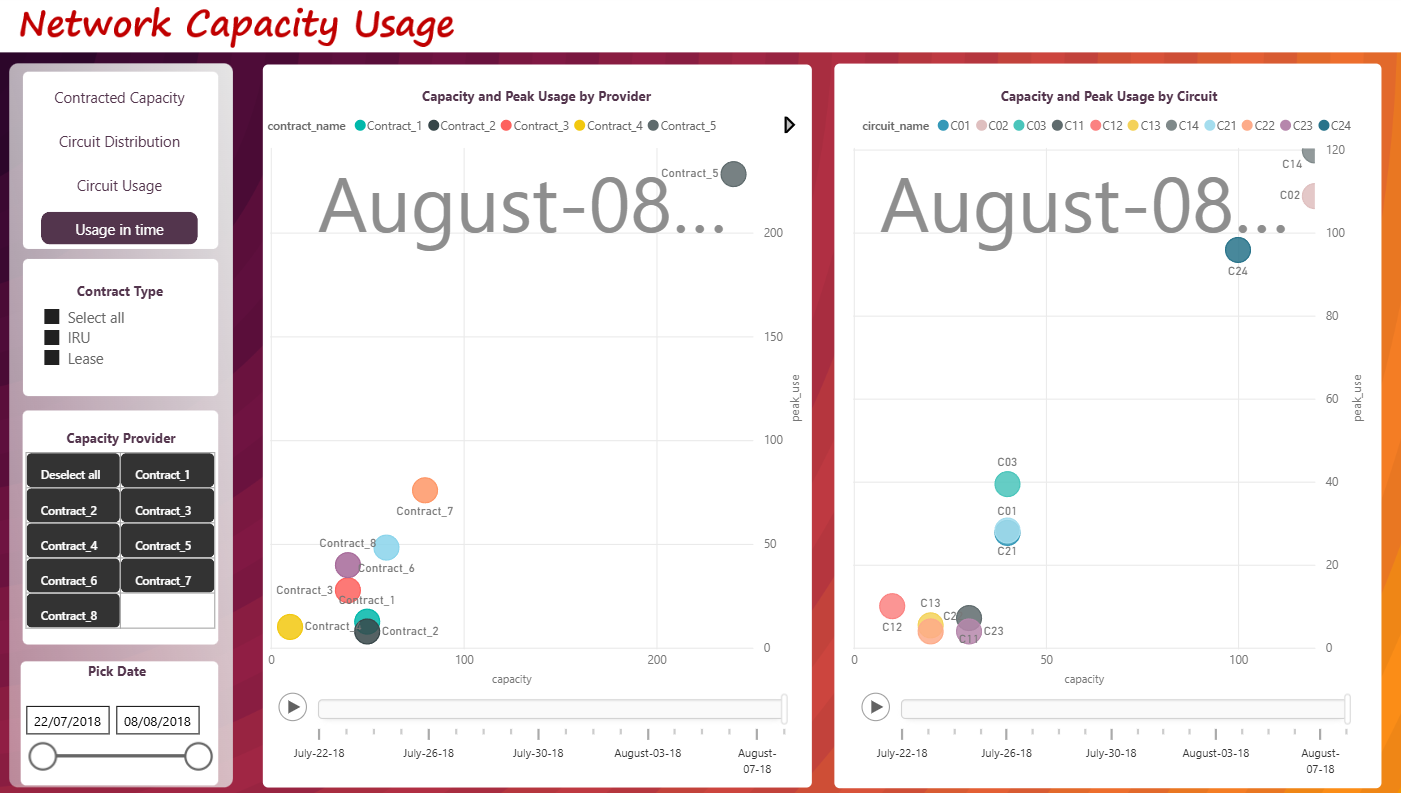 Network Capacity Usage
Contracted Capacity
Circuit Distribution
Circuit Usage
Usage in time
Contract Type
Select all
IRU
Lease
Capacity Provider
Deselect all Contract_1
Contract_2 Contract_3
Contract_4 Contract_5
Contract_6 Contract_7
Contract_8
Pick Date
22/07/2018 08/08/2018
Capacity and Peak Usage by Provider
contract_name Contract_1 Contract_2 Contract_3 Contract_4 Contract_5
August-08...
Contract_5
200
150
peak_use
100
Contract_7
Contract_8
50
Contract_6
Contract_3
Contract_1
Contract_2
0
0 100 200
capacity
July-22-18 July-26-18 July-30-18 August-03-18 August-
07-18
Capacity and Peak Usage by Circuit
circuit_name C01 C02 C03 C11 C12 C13 C14 C21 C22 C23 C24
120
C14
August-08...
C02
100
C24
80
60
peak_use
C03
40
C01
C21
20
C13
C12
C23
C11
0
0 50 100
capacity
July-22-18 July-26-18 July-30-18 August-03-18 August-
07-18